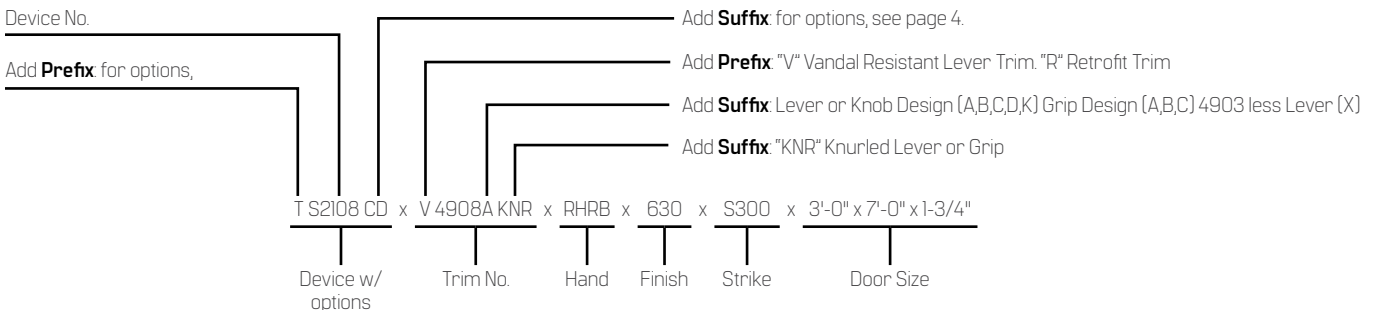 Device No.
Add Suffix: for options, see page 4.
Add Prefix: for options,
Add Prefix: "V" Vandal Resistant Lever Trim. "R" Retrofit Trim
Add Suffix: Lever or Knob Design (A,B,C,D,K) Grip Design (A,B,C) 4903 less Lever (X)
Add Suffix: "KNR" Knurled Lever or Grip
T S2108 CD x V 4908A KNR x RHRB x 630 x S300 x 3'-0" x 7'-0" x 1-3/4"
Device w/ options
Trim No.
Hand
Finish
Strike
Door Size